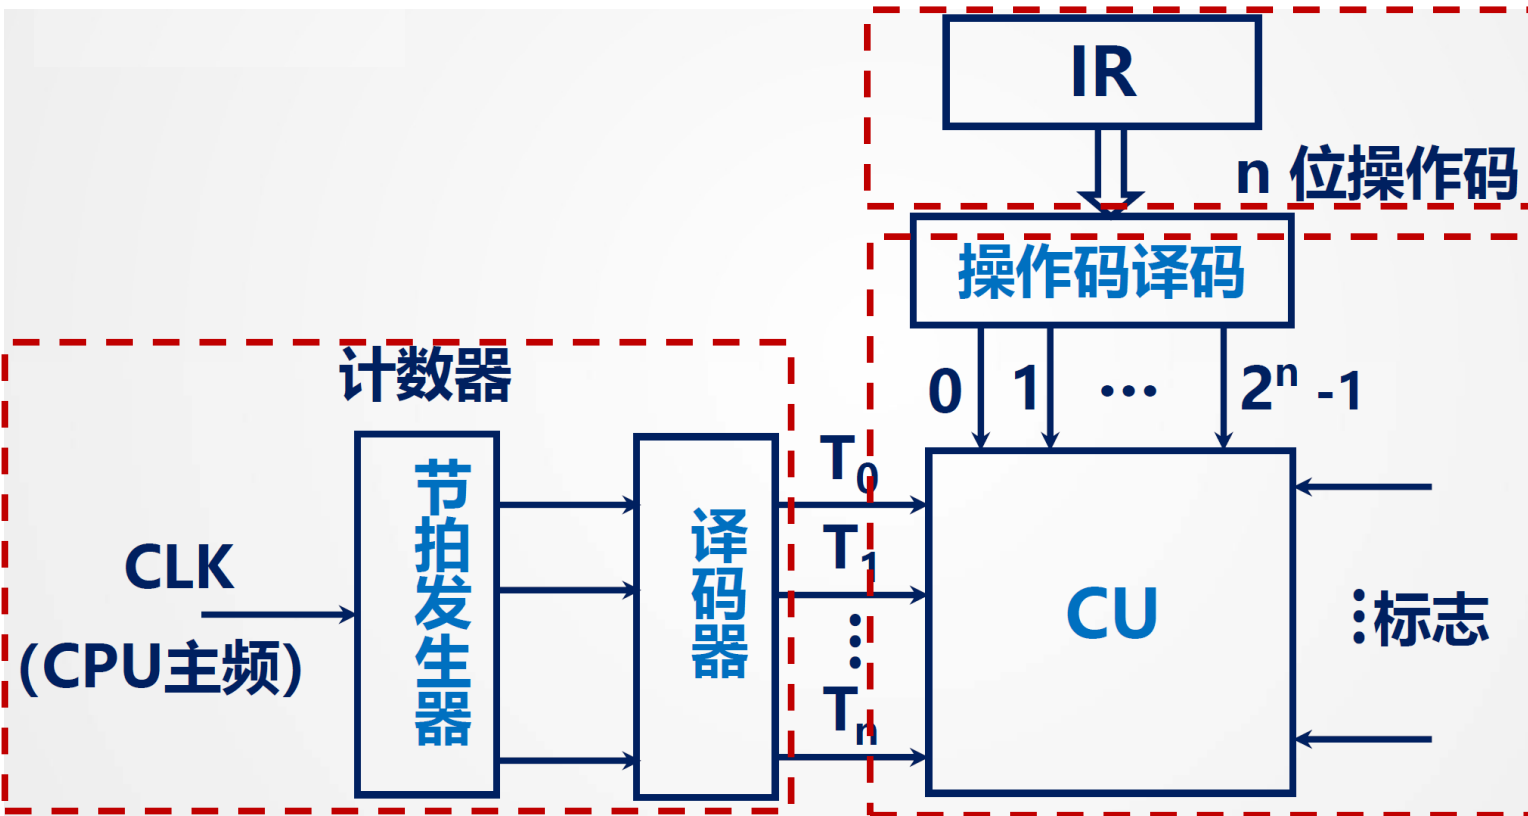 IR
n 位操作码
操作码译码
0 1 … 2ⁿ -1
计数器
节拍发生器
译码器
CLK
(CPU主频)
T₀
T₁
⋮
Tₙ
CU
⋮标志